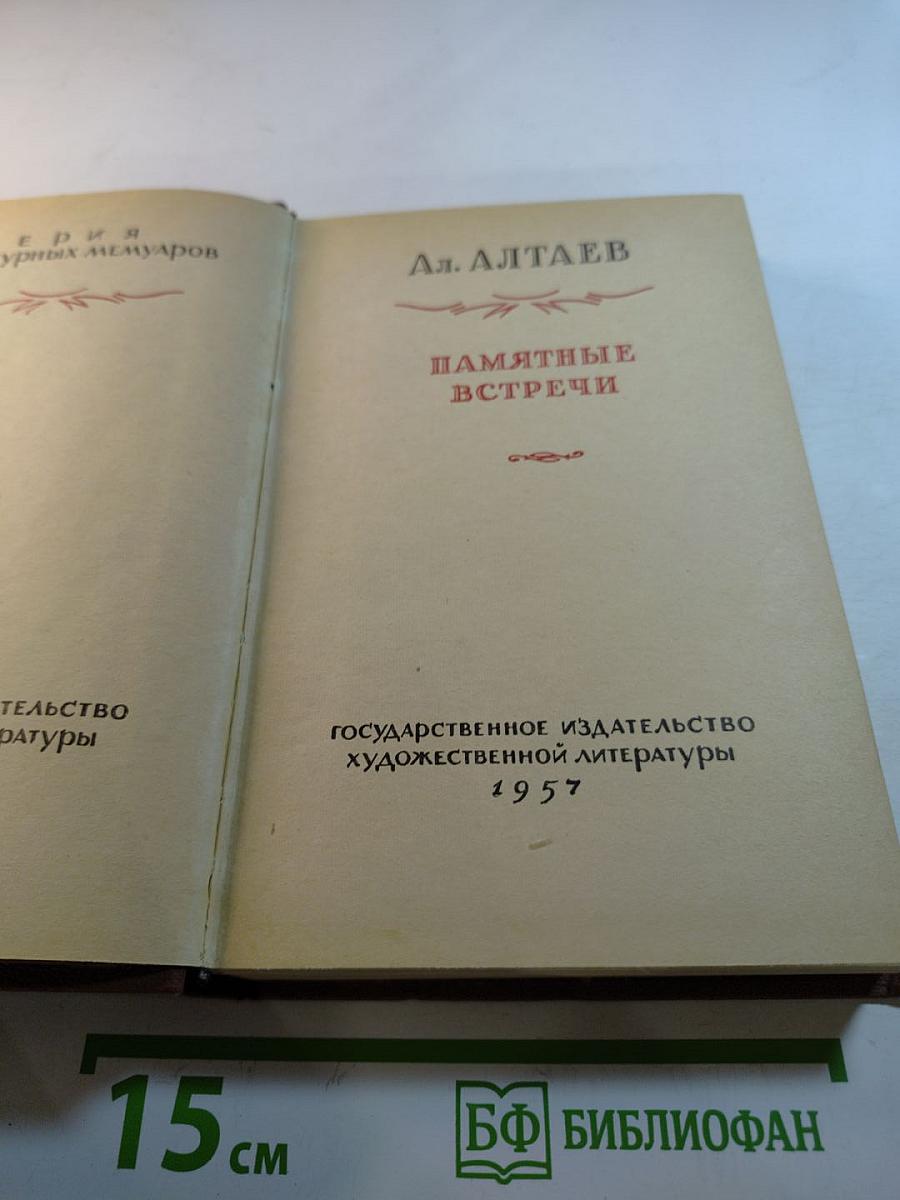 ЕРИЯ
урных мемуаров
тельство
ратуры
Ал. АЛТАЕВ
ПАМЯТНЫЕ
ВСТРЕЧИ
ГОСУДАРСТВЕННОЕ ИЗДАТЕЛЬСТВО
ХУДОЖЕСТВЕННОЙ ЛИТЕРАТУРЫ
1957
15 см
БФ БИБЛИОФАН